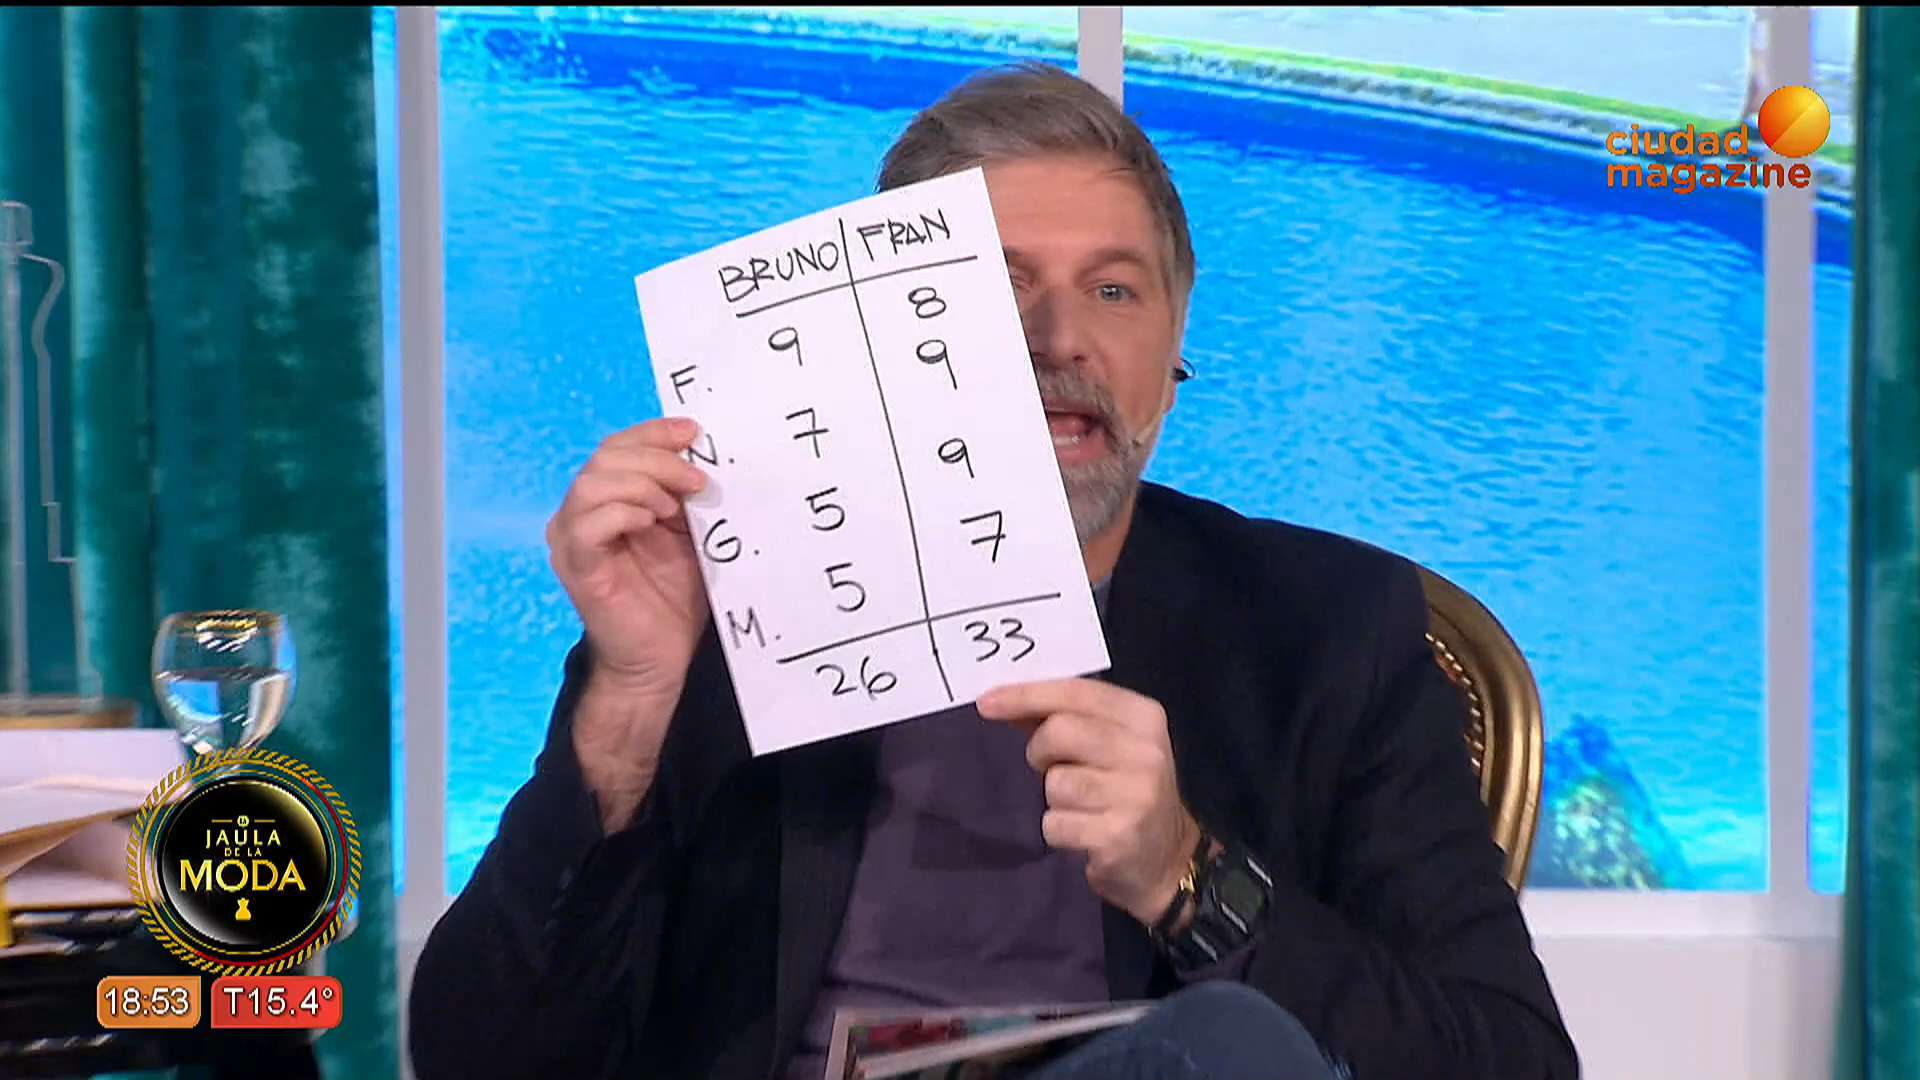 ciudad
magazine
BRUNO FRAN
F. 9 8
N. 7 9
G. 5 9
M. 5 7
26 33
LA
JAULA
DE LA
MODA
18:53 T15.4°